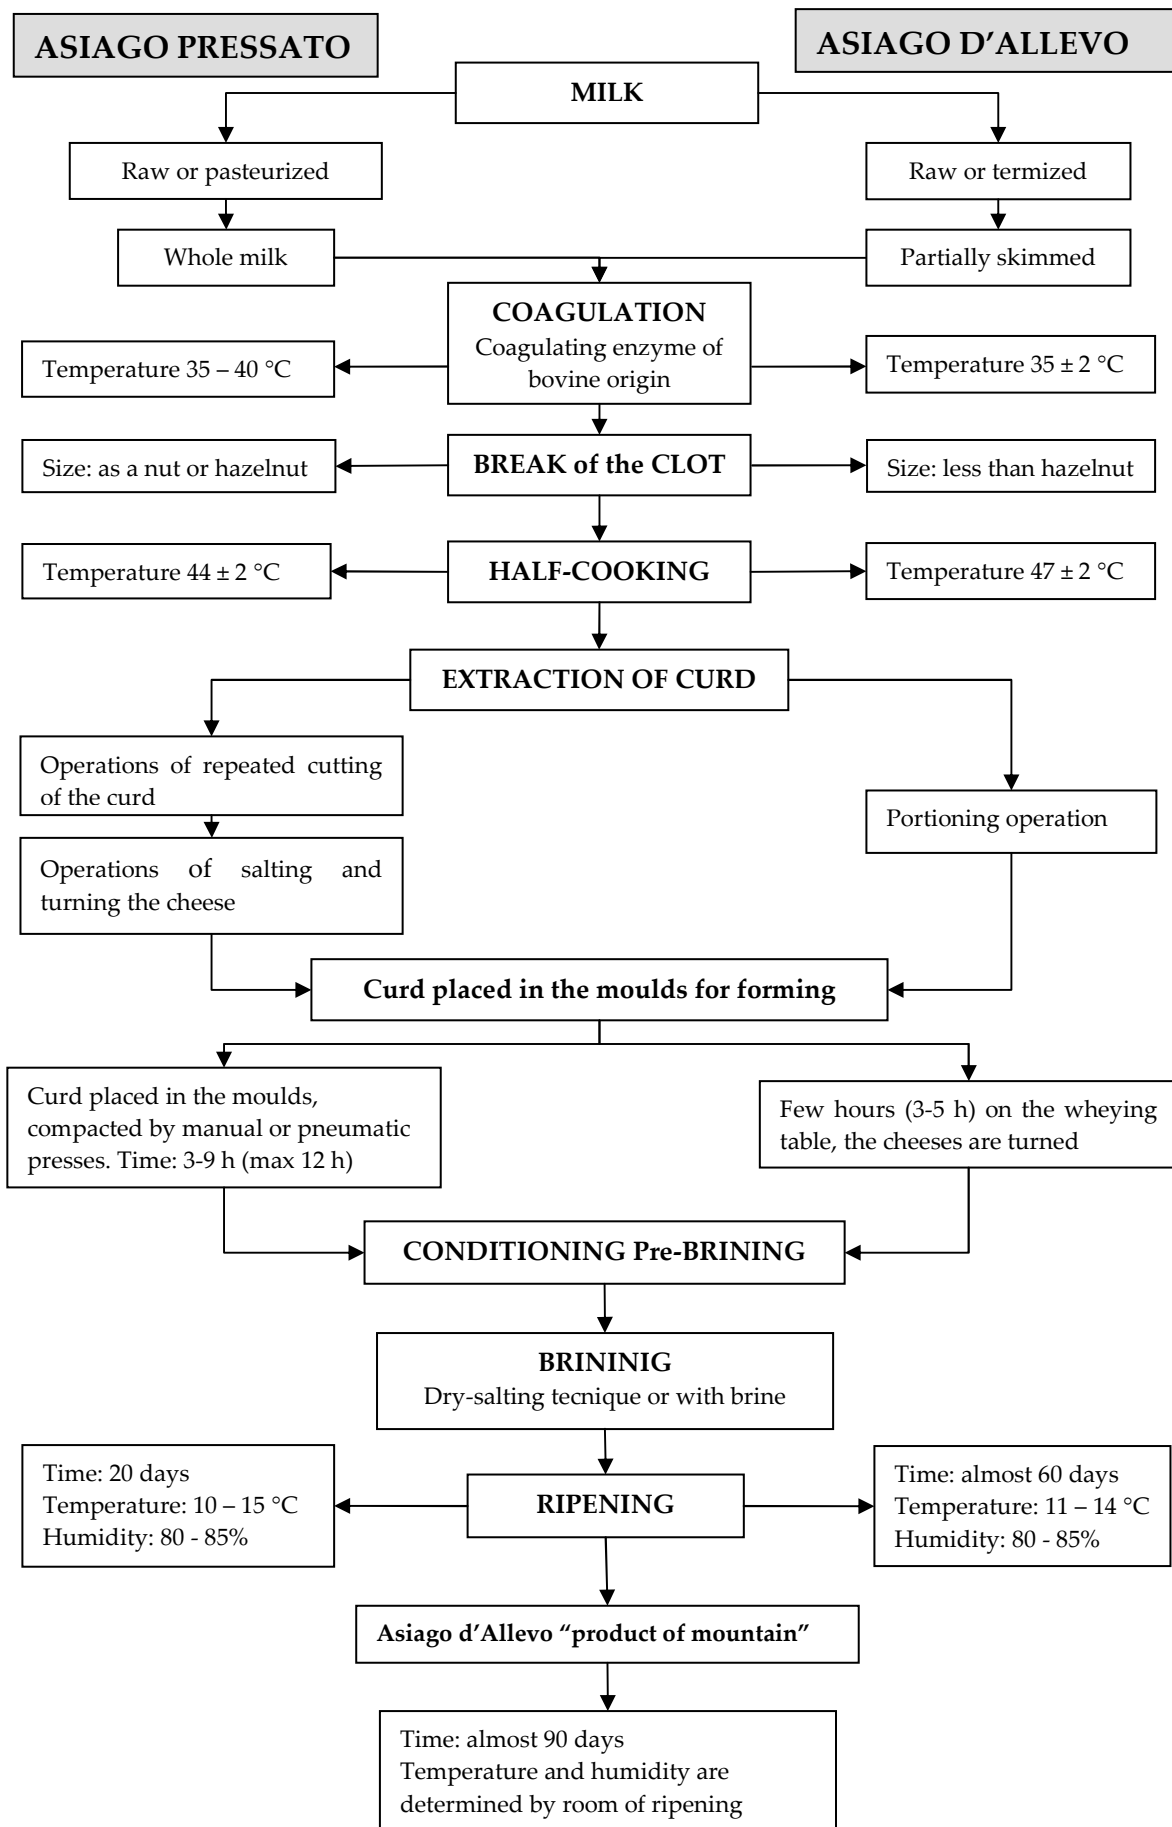 ASIAGO PRESSATO
ASIAGO D’ALLEVO
MILK
Raw or pasteurized
Raw or termized
Whole milk
Partially skimmed
COAGULATION
Coagulating enzyme of
bovine origin
Temperature 35 – 40 °C
Temperature 35 ± 2 °C
Size: as a nut or hazelnut
BREAK of the CLOT
Size: less than hazelnut
Temperature 44 ± 2 °C
HALF-COOKING
Temperature 47 ± 2 °C
EXTRACTION OF CURD
Operations of repeated cutting
of the curd
Portioning operation
Operations of salting and
turning the cheese
Curd placed in the moulds for forming
Curd placed in the moulds,
compacted by manual or pneumatic
presses. Time: 3-9 h (max 12 h)
Few hours (3-5 h) on the wheying
table, the cheeses are turned
CONDITIONING Pre-BRINING
BRININIG
Dry-salting tecnique or with brine
Time: 20 days
Temperature: 10 – 15 °C
Humidity: 80 - 85%
RIPENING
Time: almost 60 days
Temperature: 11 – 14 °C
Humidity: 80 - 85%
Asiago d’Allevo “product of mountain”
Time: almost 90 days
Temperature and humidity are
determined by room of ripening